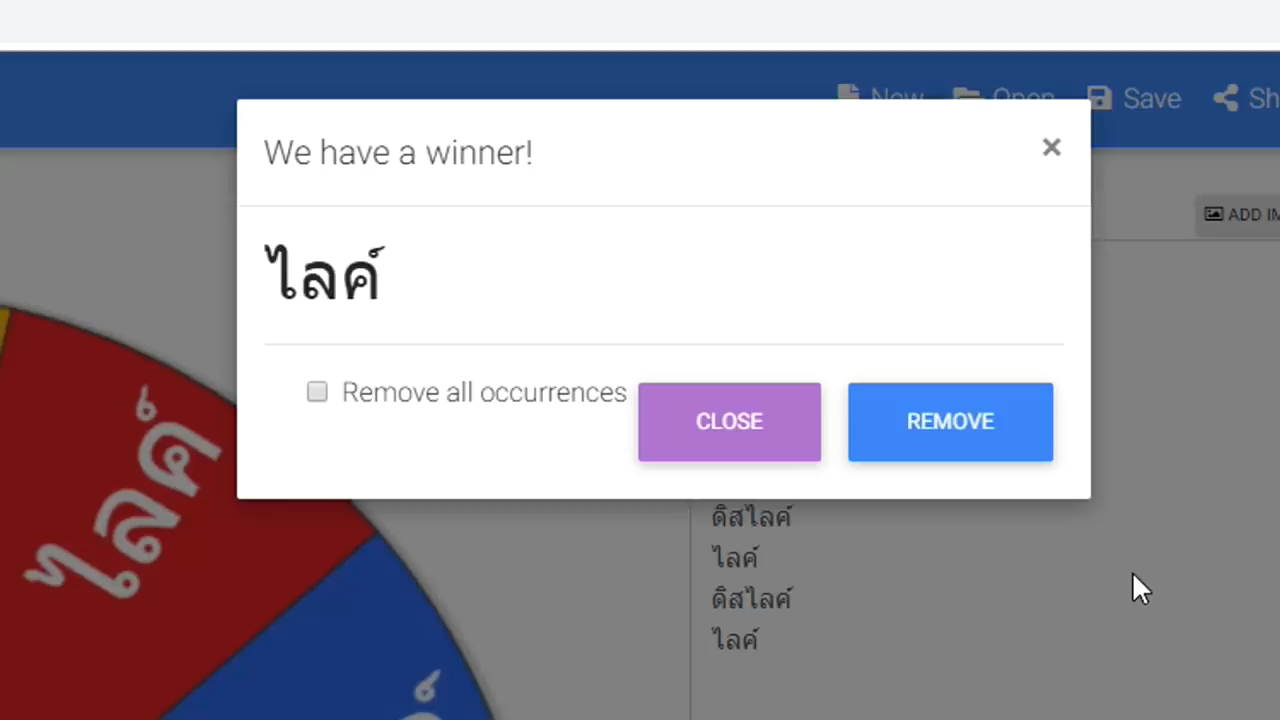 New Open Save Sh
We have a winner!
×
ADD IM
ไลค์
Remove all occurrences
CLOSE
REMOVE
ไลค์
ดิสไลค์
ไลค์
ดิสไลค์
ไลค์